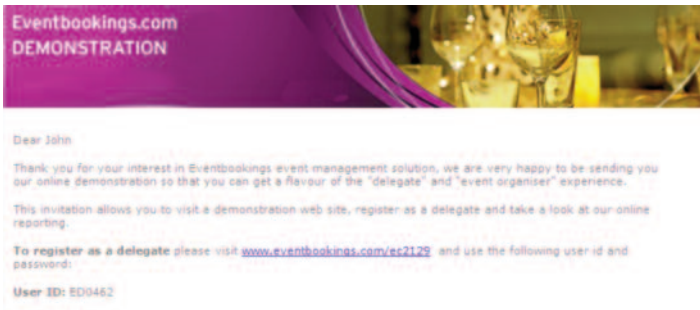 Eventbookings.com
DEMONSTRATION
Dear John
Thank you for your interest in Eventbookings event management solution, we are very happy to be sending you
our online demonstration so that you can get a flavour of the "delegate" and "event organiser" experience.
This invitation allows you to visit a demonstration web site, register as a delegate and take a look at our online
reporting.
To register as a delegate please visit www.eventbookings.com/ec2129 and use the following user id and
password:
User ID: ED0462